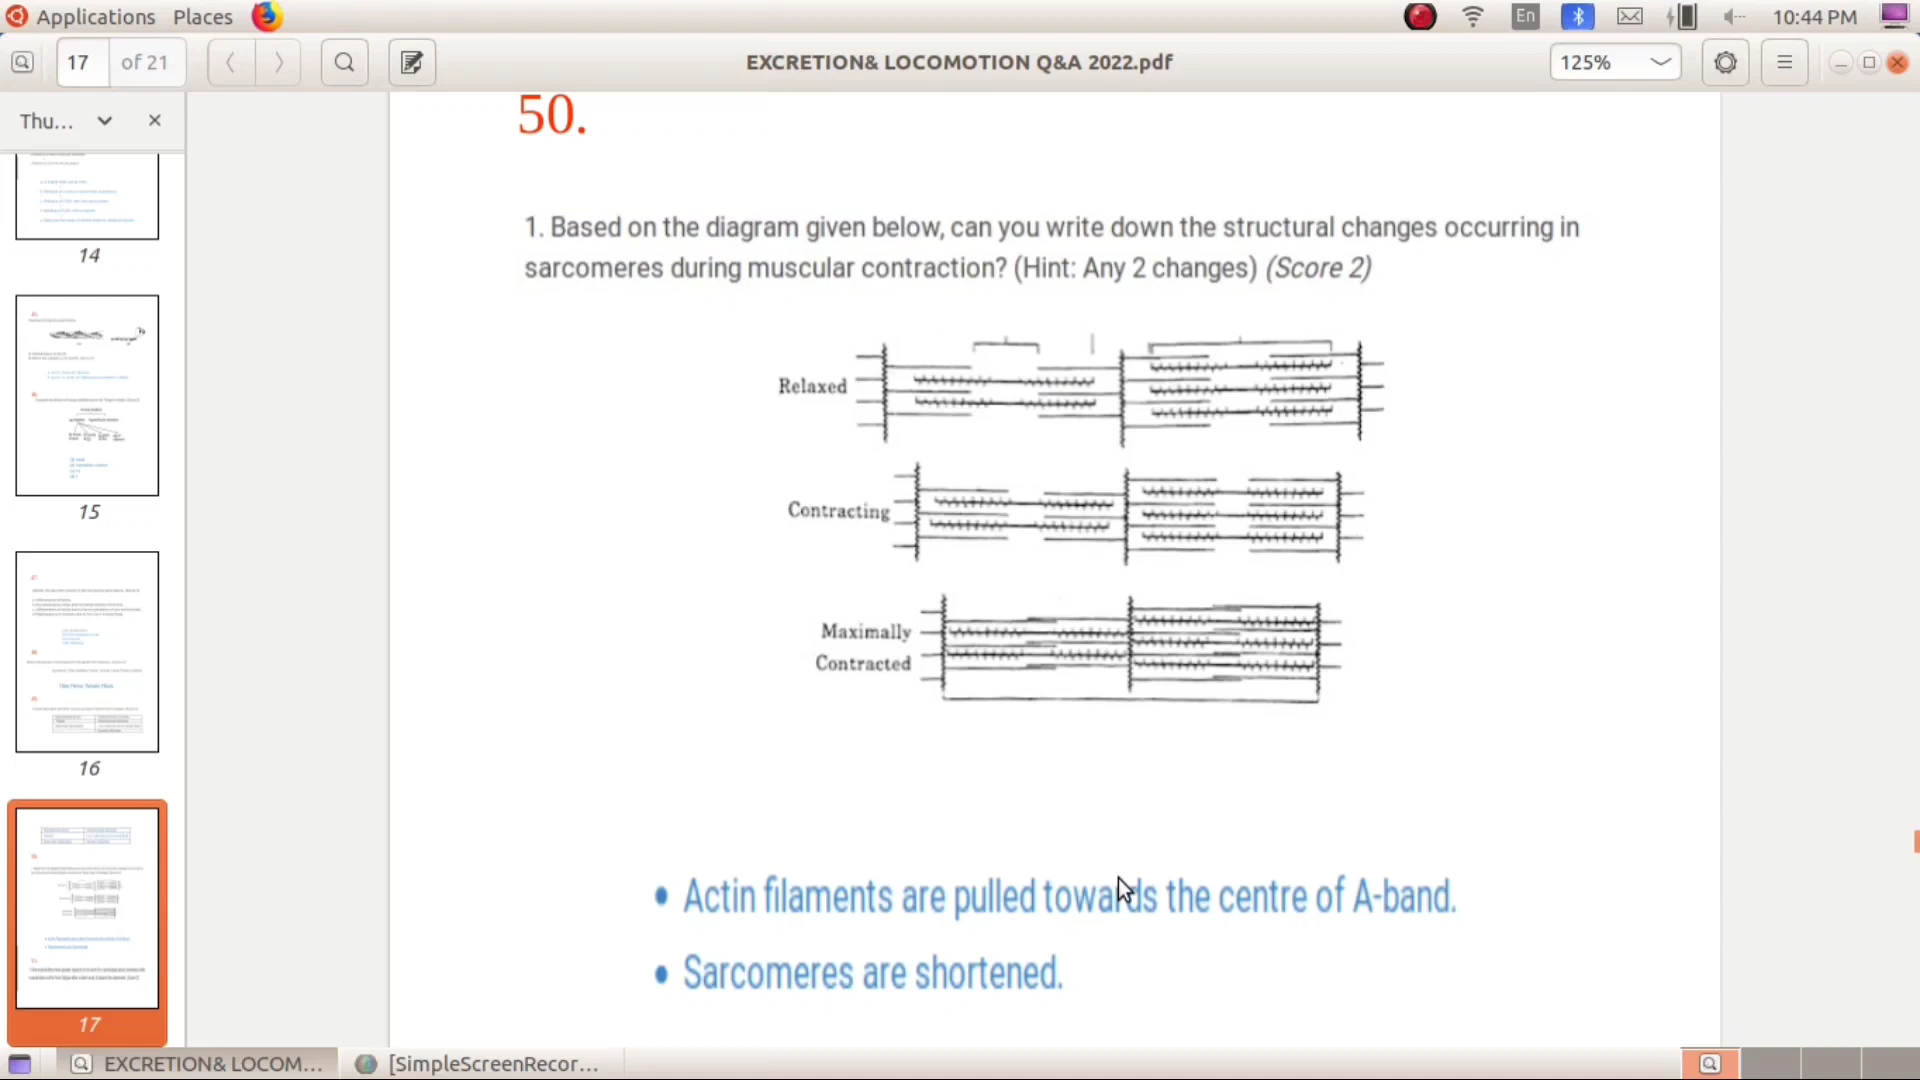 Applications Places
En
10:44 PM
17 of 21
EXCRETION& LOCOMOTION Q&A 2022.pdf
125%
Thu...
14
15
16
17
50.
1. Based on the diagram given below, can you write down the structural changes occurring in
sarcomeres during muscular contraction? (Hint: Any 2 changes) (Score 2)
Relaxed
Contracting
Maximally
Contracted
• Actin filaments are pulled towards the centre of A-band.
• Sarcomeres are shortened.
EXCRETION& LOCOM...
[SimpleScreenRecor...